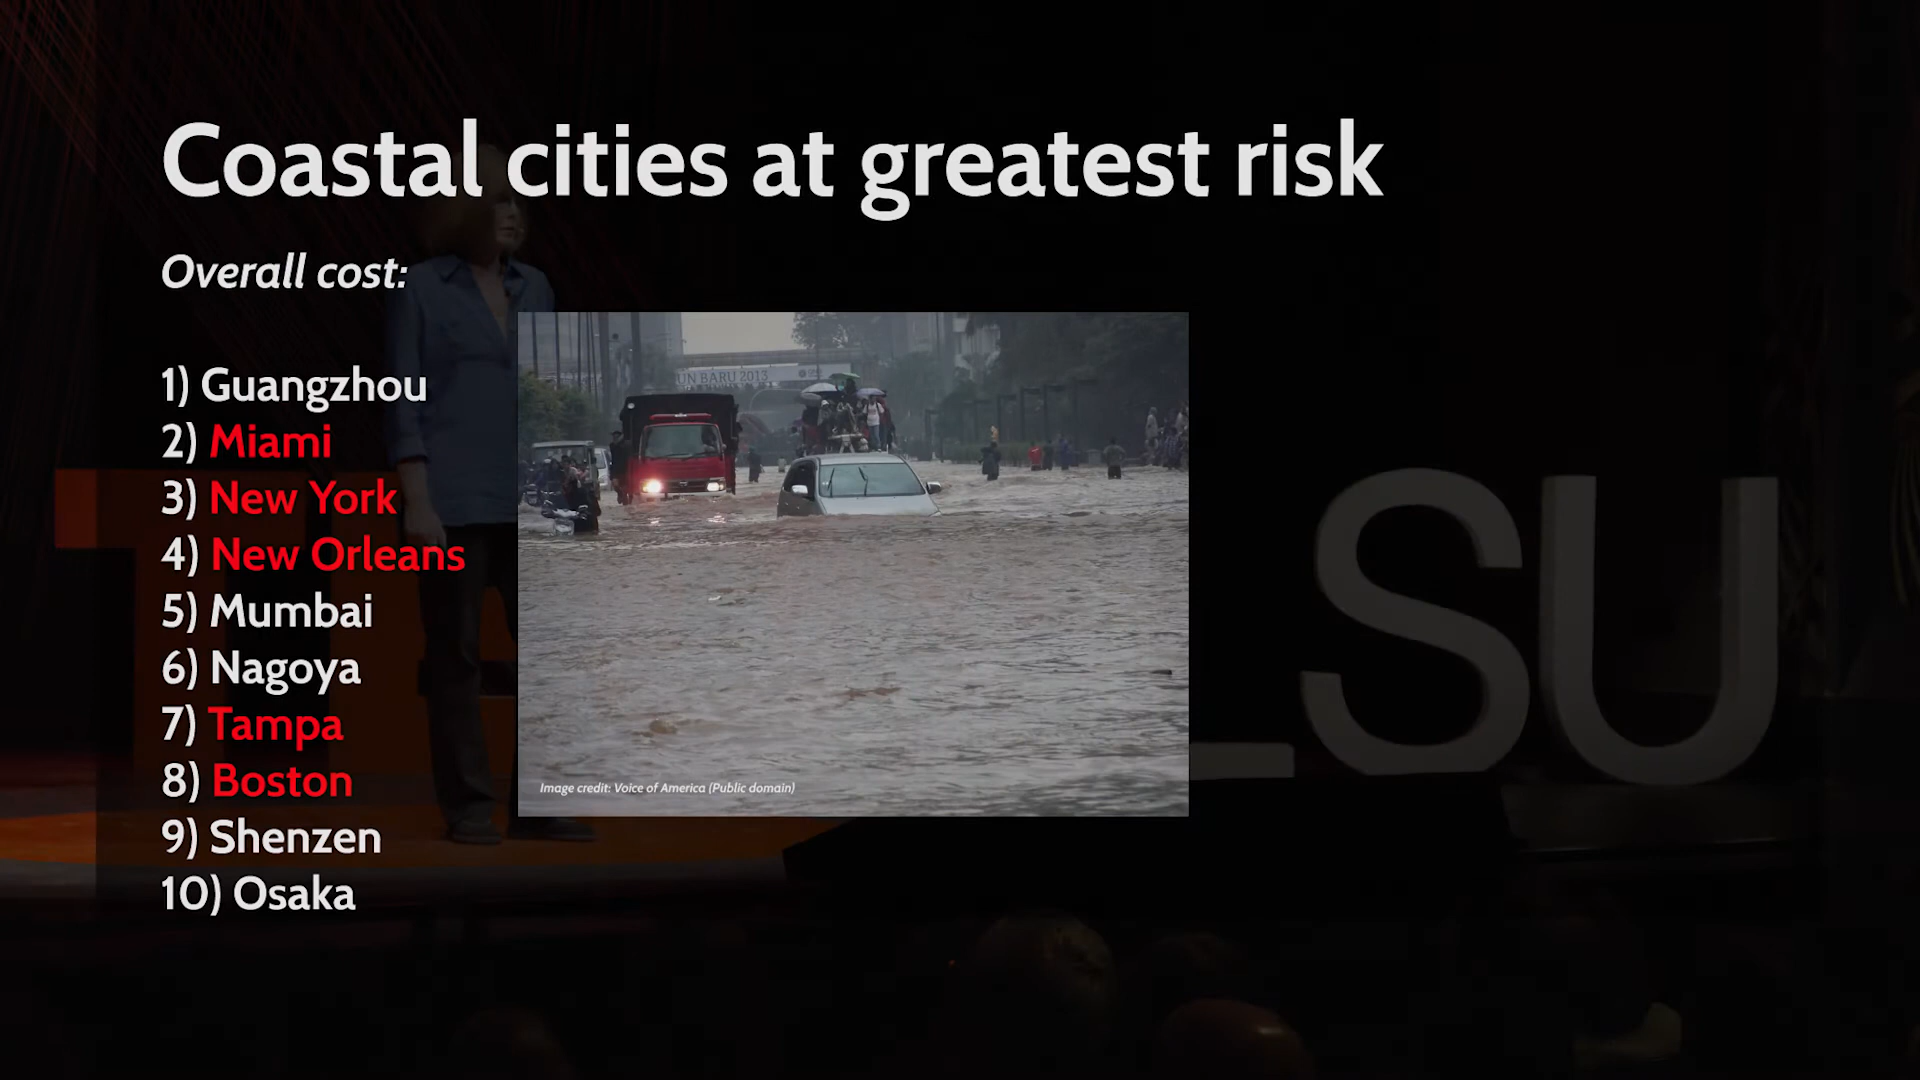 Coastal cities at greatest risk
Overall cost:
1) Guangzhou
2) Miami
3) New York
4) New Orleans
5) Mumbai
6) Nagoya
7) Tampa
8) Boston
9) Shenzen
10) Osaka
UN BARU 2013
Image credit: Voice of America (Public domain)
LSU